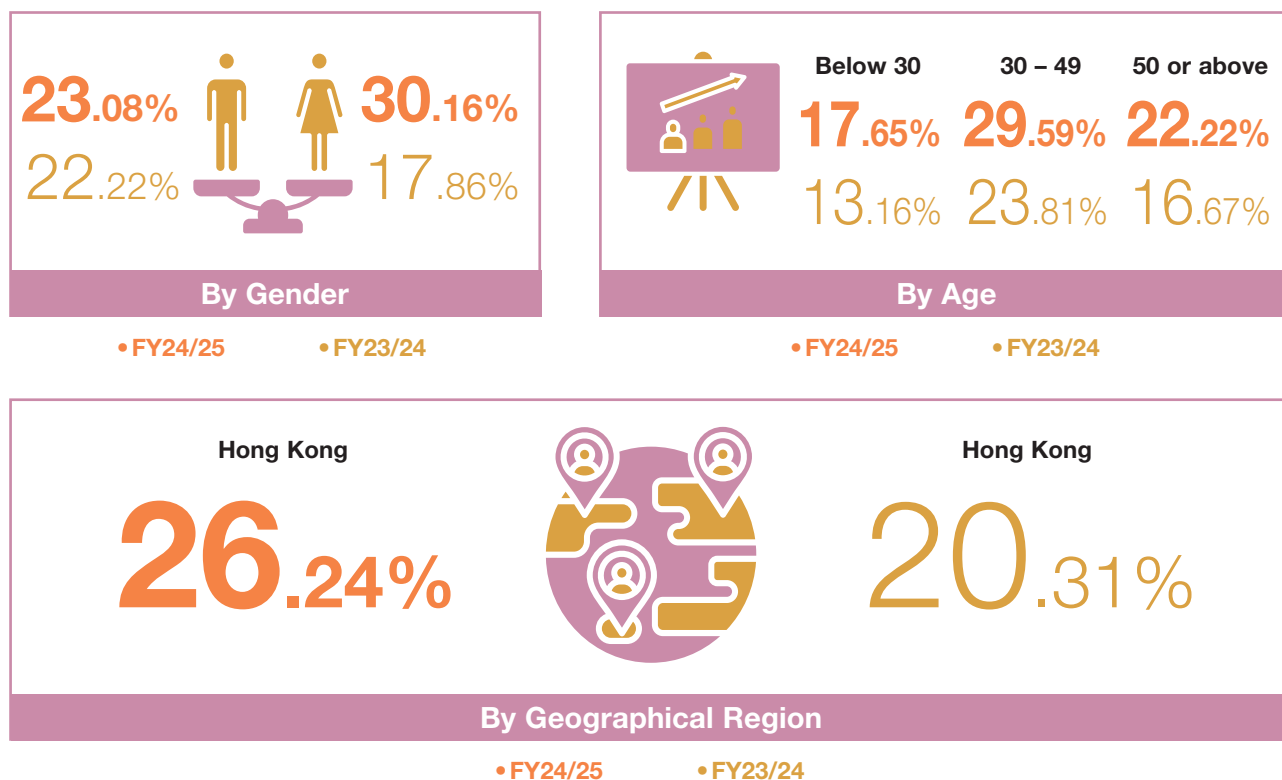 23.08% 30.16%
22.22% 17.86%
By Gender
• FY24/25 • FY23/24
Below 30 30 – 49 50 or above
17.65% 29.59% 22.22%
13.16% 23.81% 16.67%
By Age
• FY24/25 • FY23/24
Hong Kong Hong Kong
26.24% 20.31%
By Geographical Region
• FY24/25 • FY23/24